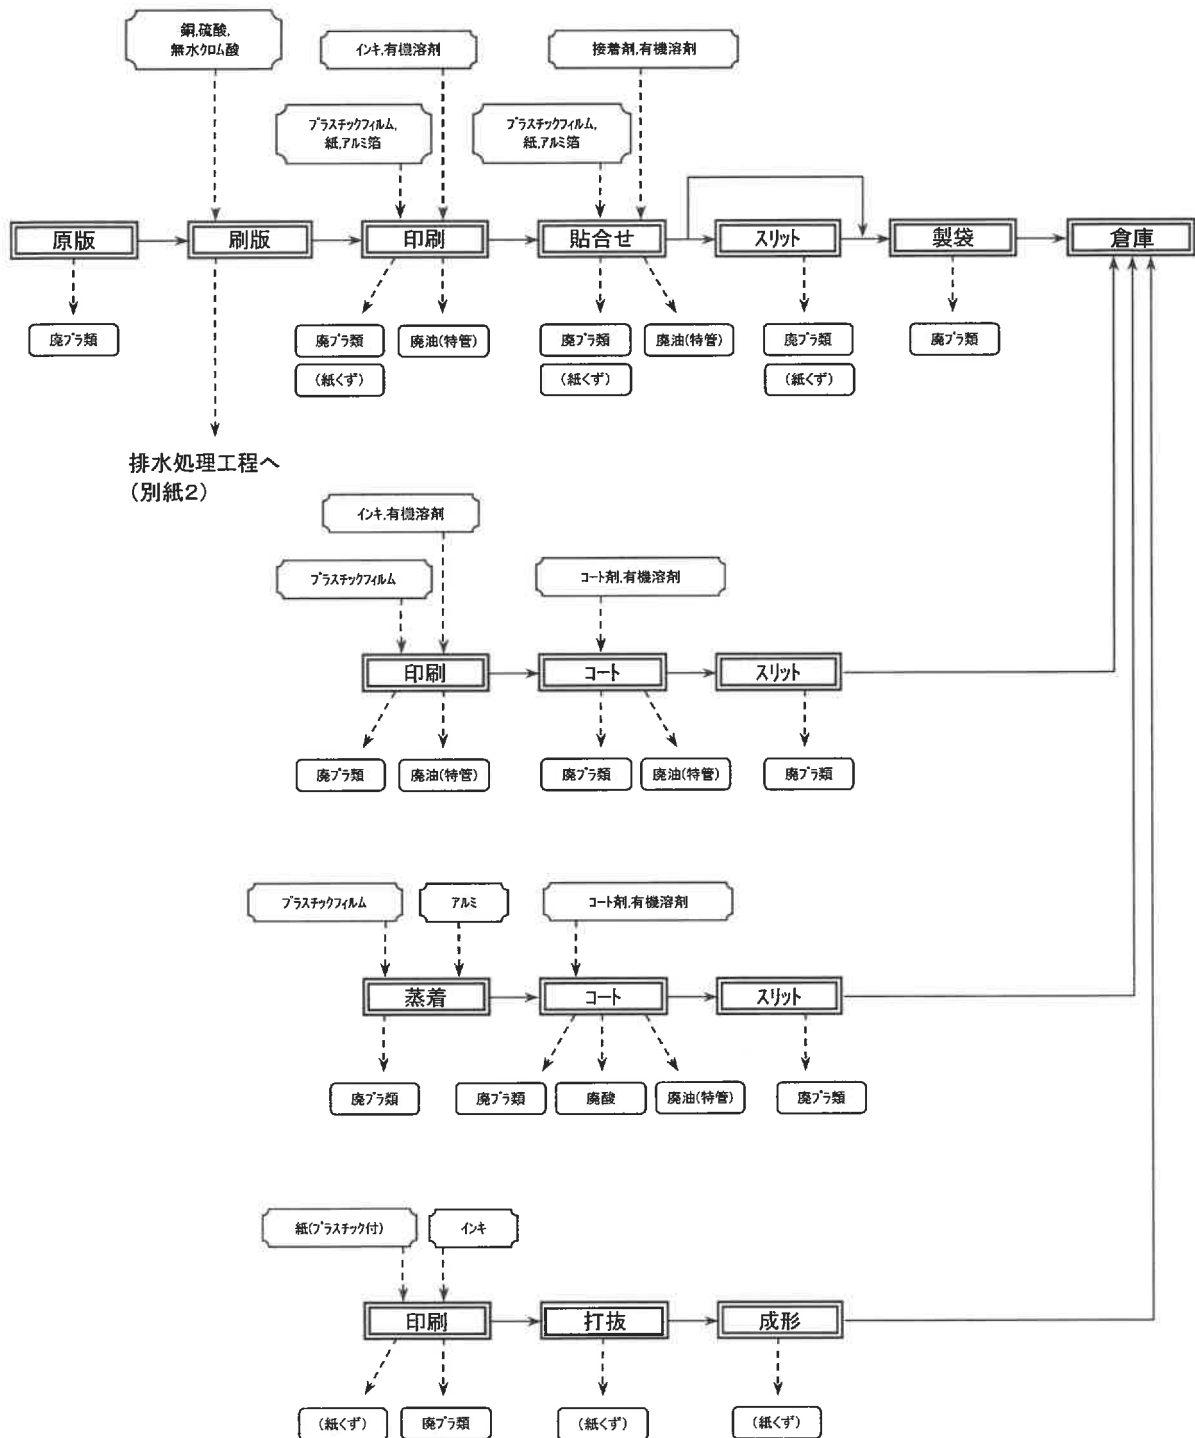 銅,硫酸,
無水クロム酸
インキ,有機溶剤
接着剤,有機溶剤
プラスチックフィルム,
紙,アルミ箔
プラスチックフィルム,
紙,アルミ箔
原版
刷版
印刷
貼合せ
スリット
製袋
倉庫
廃プラ類
廃プラ類
廃油(特管)
廃プラ類
廃油(特管)
廃プラ類
廃プラ類
(紙くず)
(紙くず)
(紙くず)
排水処理工程へ
(別紙2)
インキ,有機溶剤
プラスチックフィルム
コート剤,有機溶剤
印刷
コート
スリット
廃プラ類
廃油(特管)
廃プラ類
廃油(特管)
廃プラ類
プラスチックフィルム
アルミ
コート剤,有機溶剤
蒸着
コート
スリット
廃プラ類
廃プラ類
廃酸
廃油(特管)
廃プラ類
紙(プラスチック付)
インキ
印刷
打抜
成形
(紙くず)
廃プラ類
(紙くず)
(紙くず)